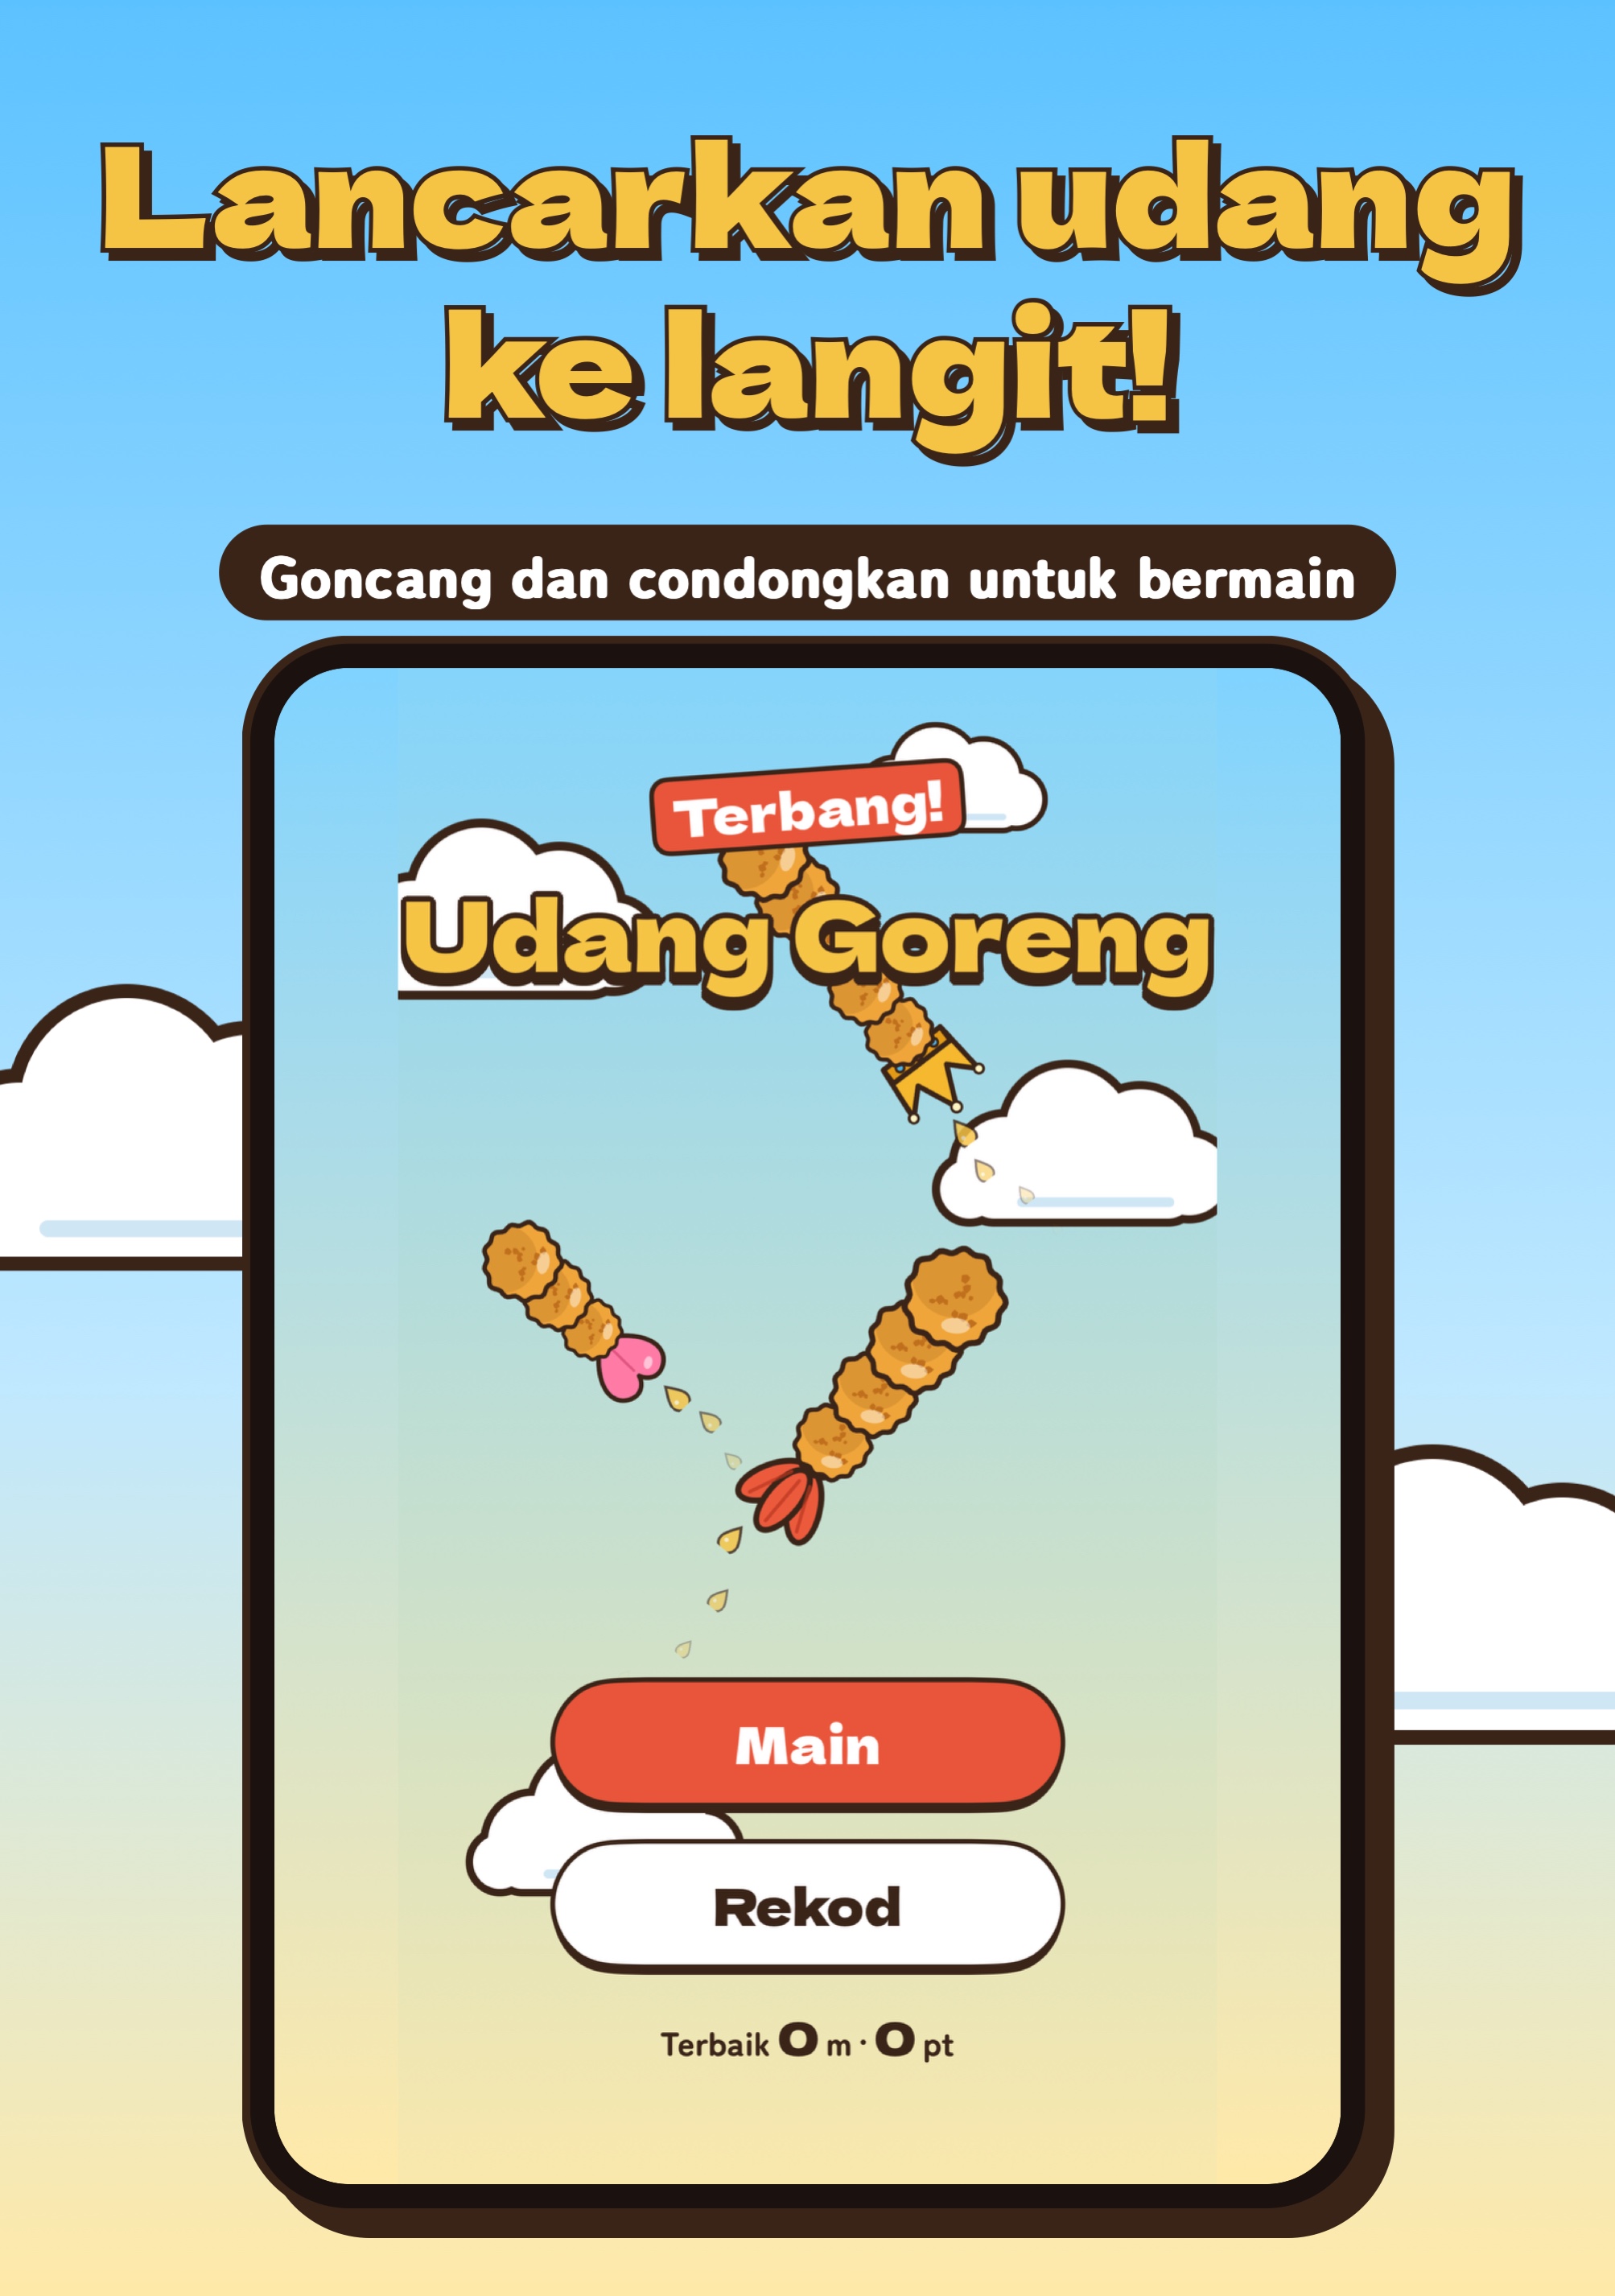 Lancarkan udang
ke langit!
Goncang dan condongkan untuk bermain
Terbang!
Udang Goreng
Main
Rekod
Terbaik 0 m · 0 pt